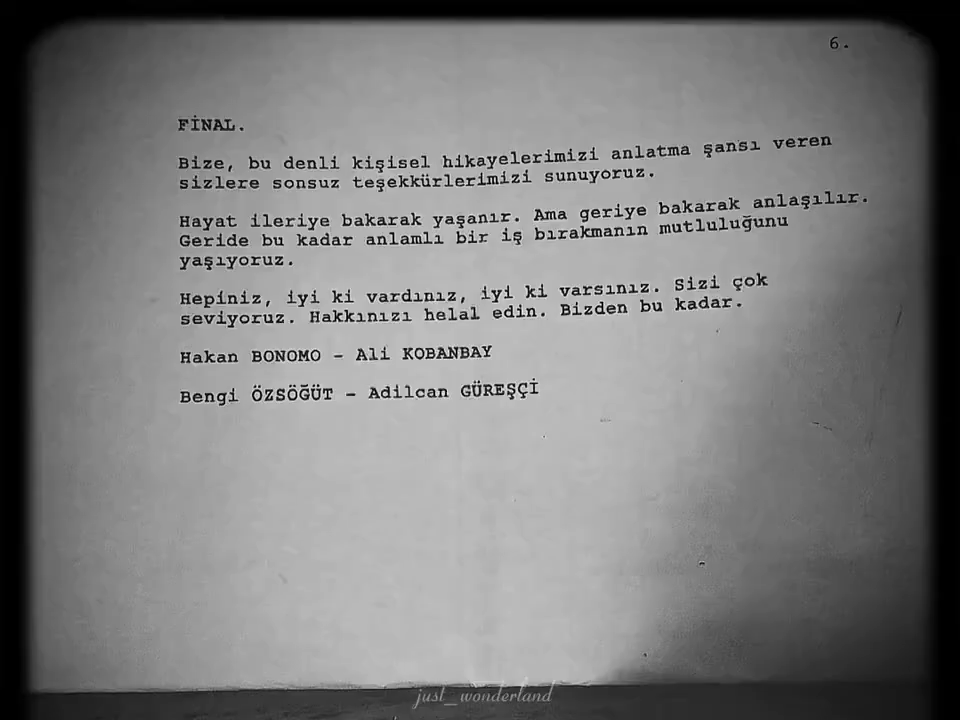 6.
FİNAL.
Bize, bu denli kişisel hikayelerimizi anlatma şansı veren
sizlere sonsuz teşekkürlerimizi sunuyoruz.
Hayat ileriye bakarak yaşanır. Ama geriye bakarak anlaşılır.
Geride bu kadar anlamlı bir iş bırakmanın mutluluğunu
yaşıyoruz.
Hepiniz, iyi ki vardınız, iyi ki varsınız. Sizi çok
seviyoruz. Hakkınızı helal edin. Bizden bu kadar.
Hakan BONOMO - Ali KOBANBAY
Bengi ÖZSÖĞÜT - Adilcan GÜREŞÇİ
just_wonderland